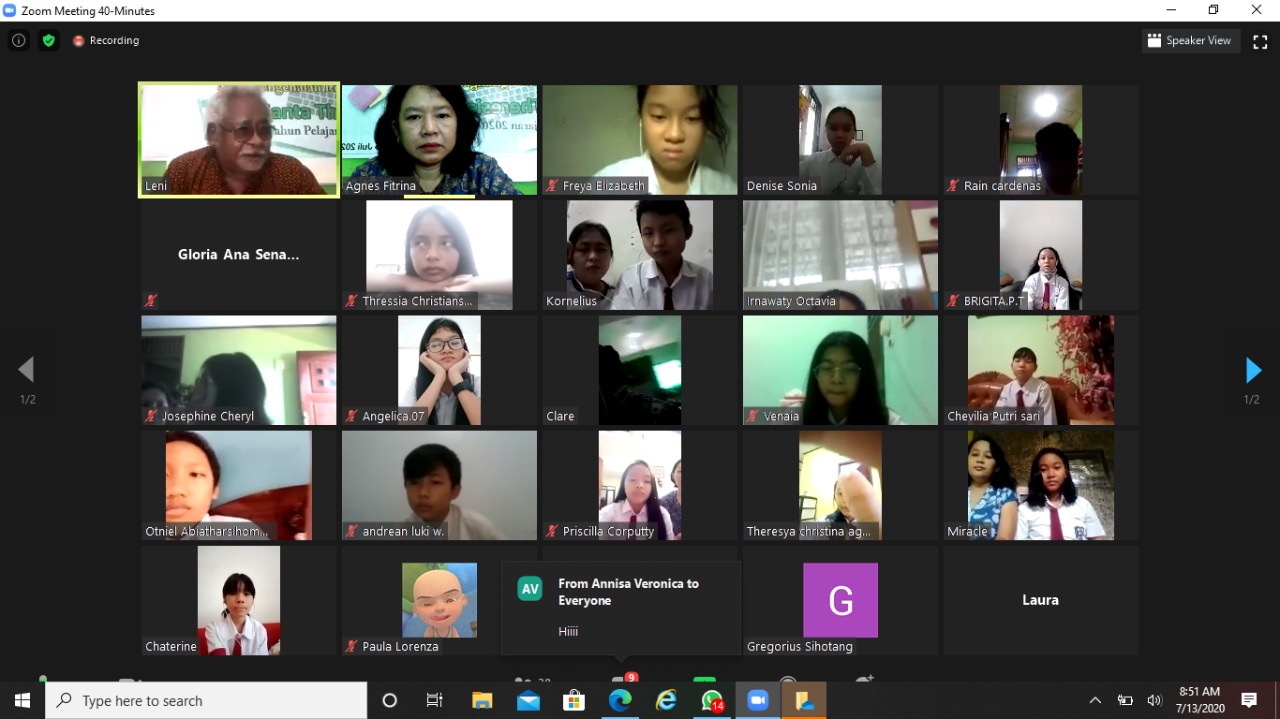 Zoom Meeting 40-Minutes
Recording
Speaker View
Leni
Agnes Fitrina
Freya Elizabeth
Denise Sonia
Rain cardenas
Gloria Ana Sena...
Thressia Christians...
Kornelius
Irnawaty Octavia
BRIGITA.P.T
Josephine Cheryl
Angelica.07
Clare
Venaia
Chevilia Putri sari
1/2
1/2
Otniel Abiatharsihom...
andrean luki w.
Priscilla Corputty
Theresya christina ag...
Miracle
Chaterine
Paula Lorenza
AV
From Annisa Veronica to
Everyone
Hiiii
G
Gregorius Sihotang
Laura
9
Type here to search
14
8:51 AM
7/13/2020